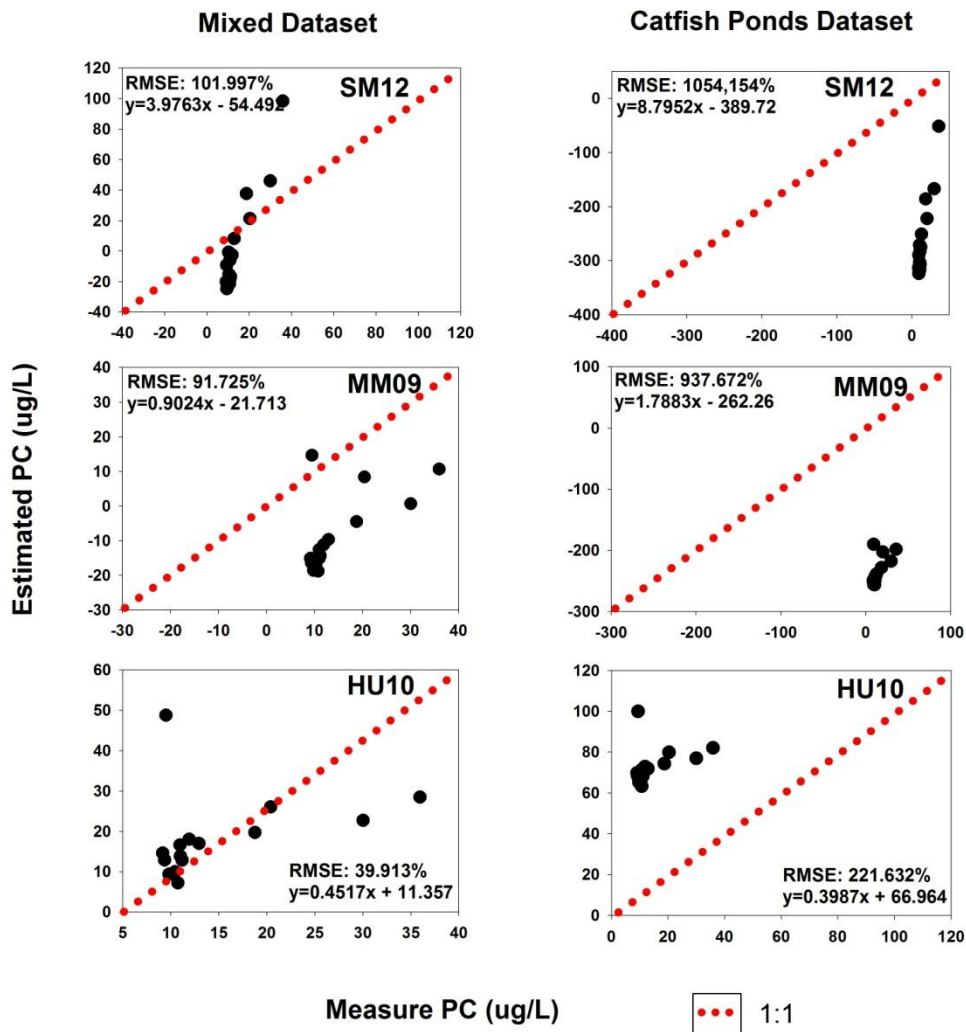 Mixed Dataset
Catfish Ponds Dataset
Estimated PC (ug/L)
120
100
80
60
40
20
0
-20
-40
RMSE: 101.997%
SM12
y=3.9763x - 54.492
-40 -20 0 20 40 60 80 100 120
0
-100
-200
-300
-400
RMSE: 1054,154%
SM12
y=8.7952x - 389.72
-400 -300 -200 -100 0
40
30
20
10
0
-10
-20
-30
RMSE: 91.725%
MM09
y=0.9024x - 21.713
-30 -20 -10 0 10 20 30 40
100
0
-100
-200
-300
RMSE: 937.672%
MM09
y=1.7883x - 262.26
-300 -200 -100 0 100
60
50
40
30
20
10
0
HU10
RMSE: 39.913%
y=0.4517x + 11.357
5 10 15 20 25 30 35 40
120
100
80
60
40
20
0
HU10
RMSE: 221.632%
y=0.3987x + 66.964
0 20 40 60 80 100 120
Measure PC (ug/L)
1:1